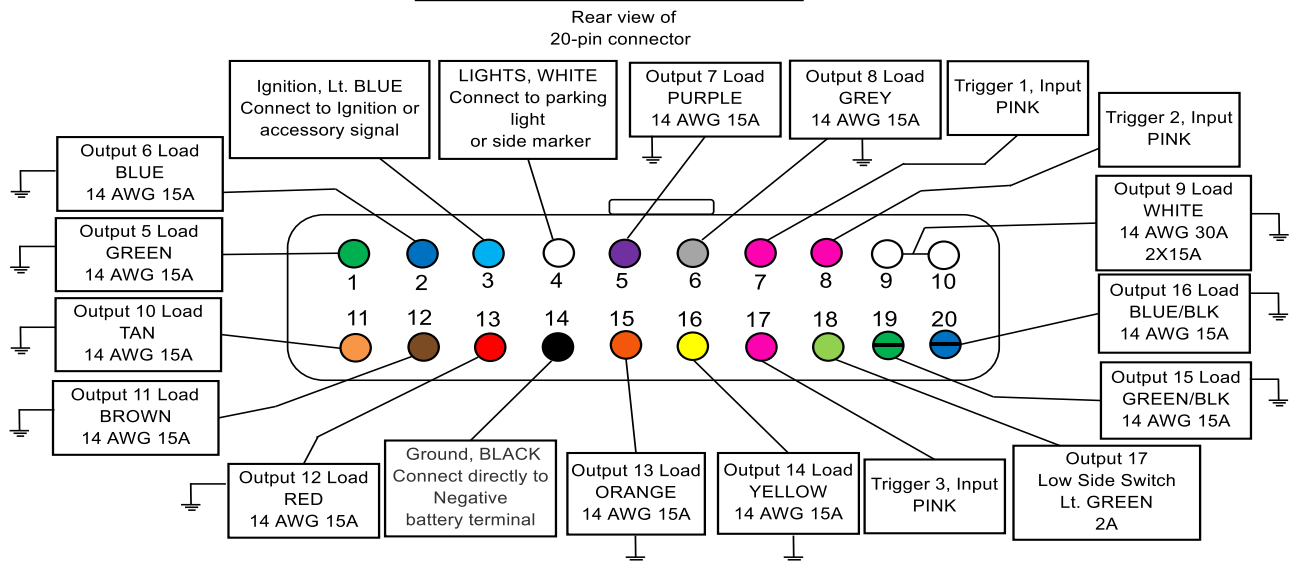 Rear view of
20-pin connector
Ignition, Lt. BLUE
Connect to Ignition or
accessory signal
LIGHTS, WHITE
Connect to parking
light
or side marker
Output 7 Load
PURPLE
14 AWG 15A
Output 8 Load
GREY
14 AWG 15A
Trigger 1, Input
PINK
Trigger 2, Input
PINK
Output 6 Load
BLUE
14 AWG 15A
Output 9 Load
WHITE
14 AWG 30A
2X15A
Output 5 Load
GREEN
14 AWG 15A
1
2
3
4
5
6
7
8
9
10
Output 16 Load
BLUE/BLK
14 AWG 15A
Output 10 Load
TAN
14 AWG 15A
11
12
13
14
15
16
17
18
19
20
Output 15 Load
GREEN/BLK
14 AWG 15A
Output 11 Load
BROWN
14 AWG 15A
Output 12 Load
RED
14 AWG 15A
Ground, BLACK
Connect directly to
Negative
battery terminal
Output 13 Load
ORANGE
14 AWG 15A
Output 14 Load
YELLOW
14 AWG 15A
Trigger 3, Input
PINK
Output 17
Low Side Switch
Lt. GREEN
2A